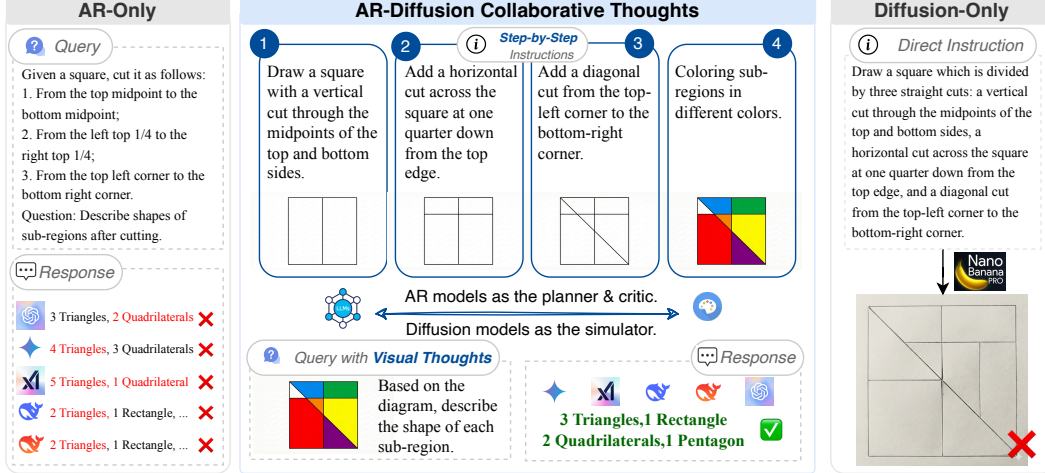 AR-Only
Query
Given a square, cut it as follows:
1. From the top midpoint to the
bottom midpoint;
2. From the left top 1/4 to the
right top 1/4;
3. From the top left corner to the
bottom right corner.
Question: Describe shapes of
sub-regions after cutting.
Response
3 Triangles, 2 Quadrilaterals
4 Triangles, 3 Quadrilaterals
5 Triangles, 1 Quadrilateral
2 Triangles, 1 Rectangle, ...
2 Triangles, 1 Rectangle, ...
AR-Diffusion Collaborative Thoughts
Step-by-Step
Instructions
1
Draw a square
with a vertical
cut through the
midpoints of the
top and bottom
sides.
2
Add a horizontal
cut across the
square at one
quarter down
from the top
edge.
3
Add a diagonal
cut from the top-
left corner to the
bottom-right
corner.
4
Coloring sub-
regions in
different colors.
LLMs
AR models as the planner & critic.
Diffusion models as the simulator.
Query with Visual Thoughts
Based on the
diagram, describe
the shape of each
sub-region.
Response
3 Triangles,1 Rectangle
2 Quadrilaterals,1 Pentagon
Diffusion-Only
Direct Instruction
Draw a square which is divided
by three straight cuts: a vertical
cut through the midpoints of the
top and bottom sides, a
horizontal cut across the square
at one quarter down from the
top edge, and a diagonal cut
from the top-left corner to the
bottom-right corner.
Nano
Banana
PRO